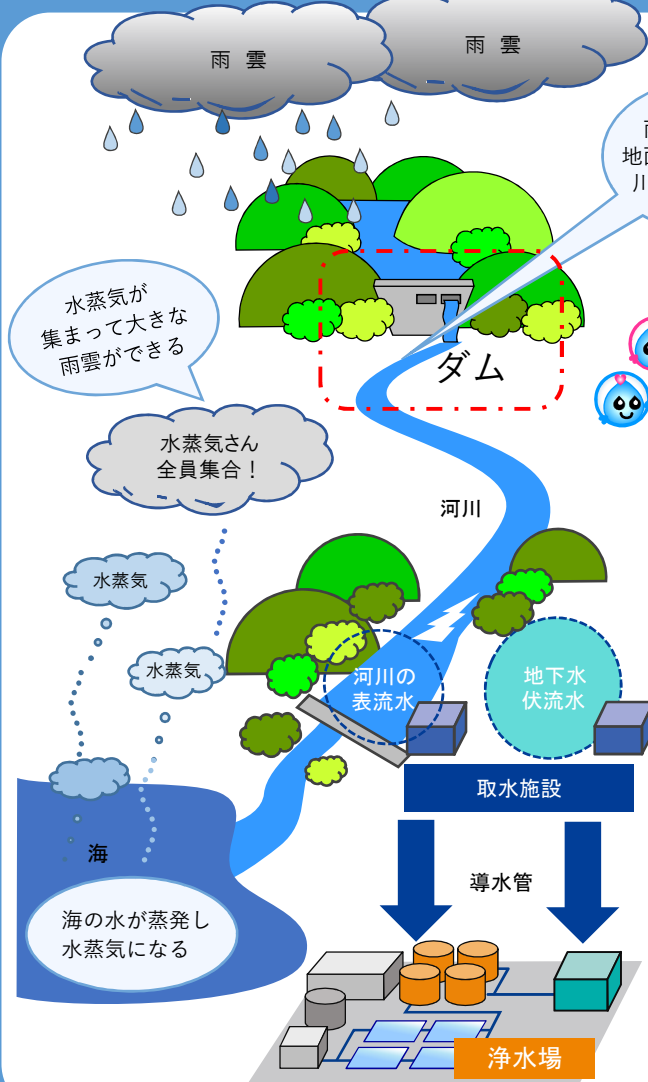 雨 雲
雨 雲
地面
川
水蒸気が
集まって大きな
雨雲ができる
ダム
水蒸気さん
全員集合！
河川
水蒸気
水蒸気
河川の
表流水
地下水
伏流水
取水施設
海
導水管
海の水が蒸発し
水蒸気になる
浄水場